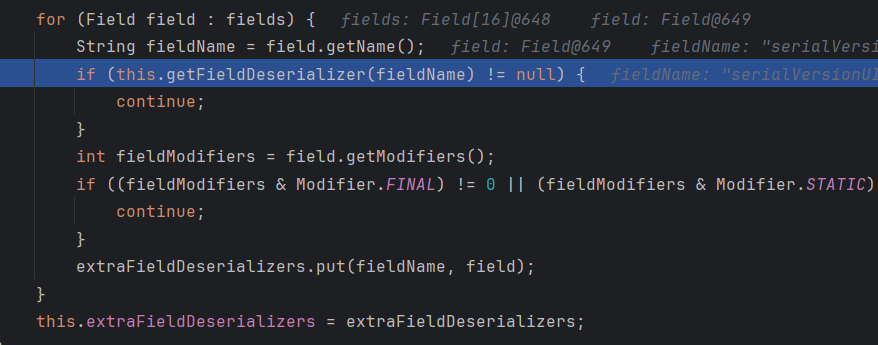 for (Field field : fields) {   fields: Field[16]@648    field: Field@649
    String fieldName = field.getName();   field: Field@649    fieldName: "serialVersi
    if (this.getFieldDeserializer(fieldName) != null) {   fieldName: "serialVersionUI
        continue;
    }
    int fieldModifiers = field.getModifiers();
    if ((fieldModifiers & Modifier.FINAL) != 0 || (fieldModifiers & Modifier.STATIC)
        continue;
    }
    extraFieldDeserializers.put(fieldName, field);
}
this.extraFieldDeserializers = extraFieldDeserializers;